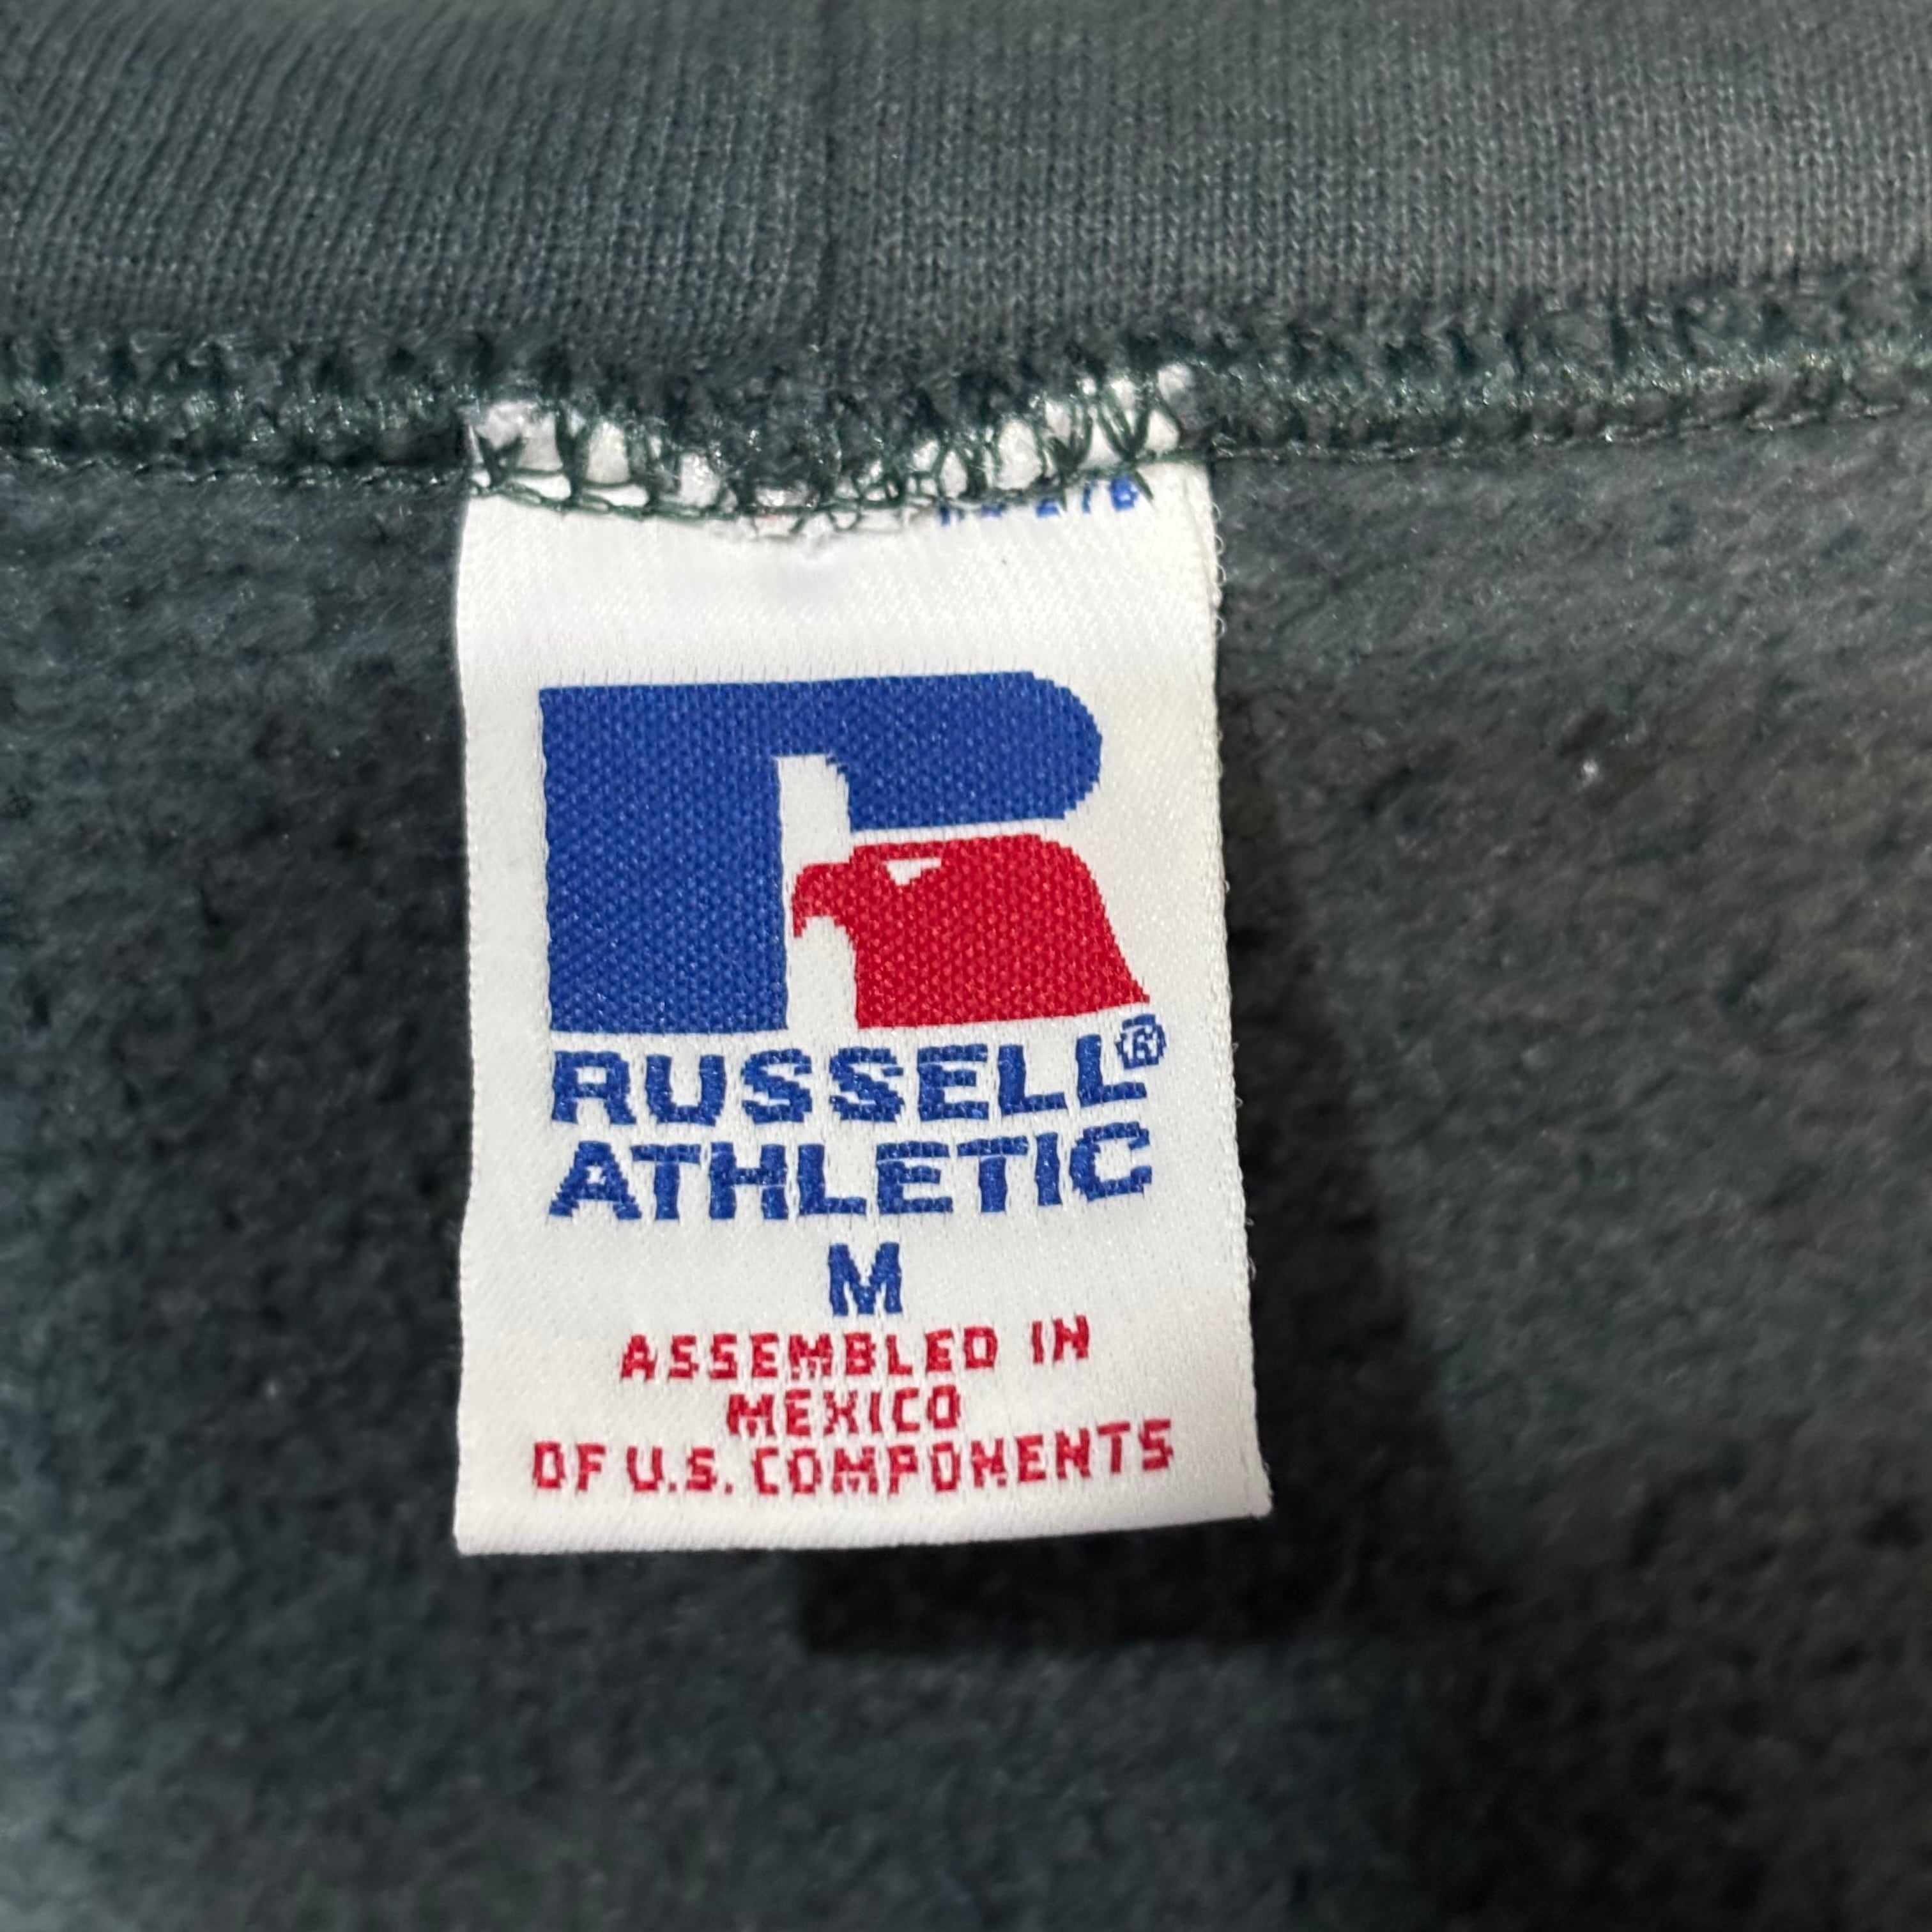 RUSSELL®
ATHLETIC
M
ASSEMBLED IN
MEXICO
OF U.S. COMPONENTS